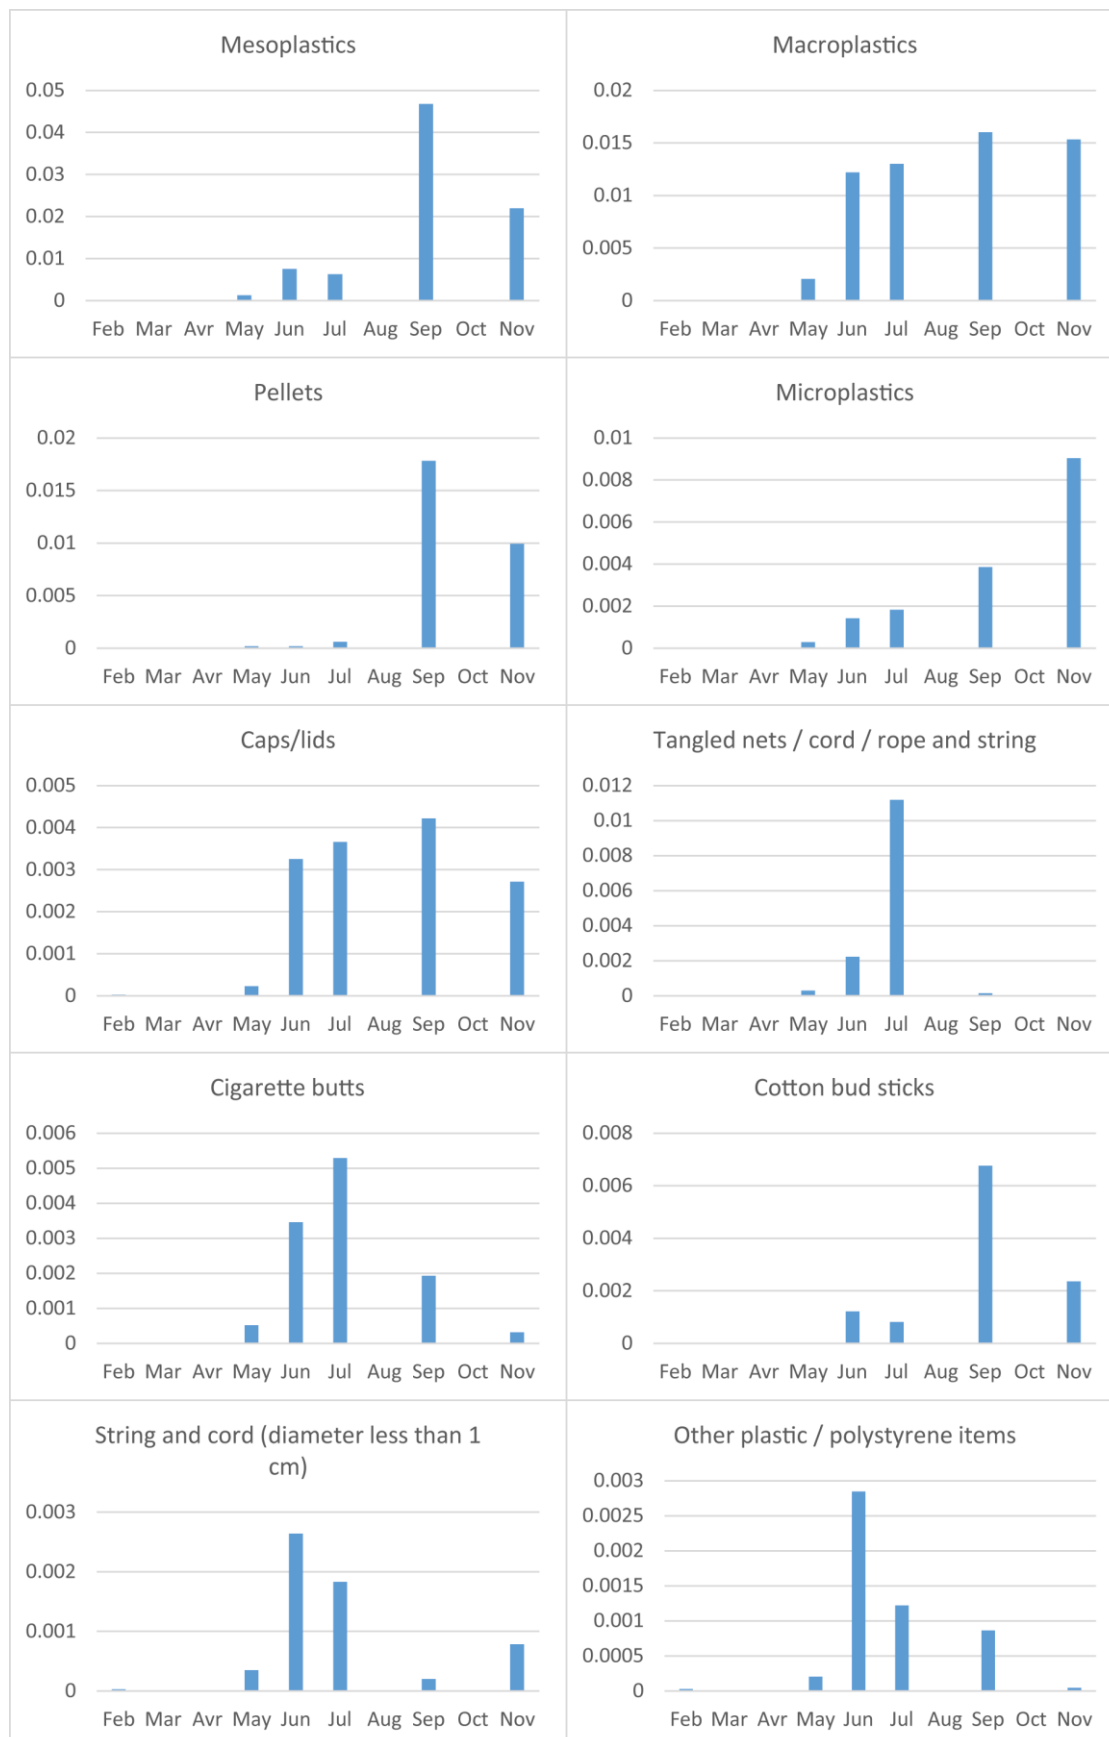 Mesoplastics
0.05
0.04
0.03
0.02
0.01
0
Feb Mar Avr May Jun Jul Aug Sep Oct Nov
Macroplastics
0.02
0.015
0.01
0.005
0
Feb Mar Avr May Jun Jul Aug Sep Oct Nov
Pellets
0.02
0.015
0.01
0.005
0
Feb Mar Avr May Jun Jul Aug Sep Oct Nov
Microplastics
0.01
0.008
0.006
0.004
0.002
0
Feb Mar Avr May Jun Jul Aug Sep Oct Nov
Caps/lids
0.005
0.004
0.003
0.002
0.001
0
Feb Mar Avr May Jun Jul Aug Sep Oct Nov
Tangled nets / cord / rope and string
0.012
0.01
0.008
0.006
0.004
0.002
0
Feb Mar Avr May Jun Jul Aug Sep Oct Nov
Cigarette butts
0.006
0.005
0.004
0.003
0.002
0.001
0
Feb Mar Avr May Jun Jul Aug Sep Oct Nov
Cotton bud sticks
0.008
0.006
0.004
0.002
0
Feb Mar Avr May Jun Jul Aug Sep Oct Nov
String and cord (diameter less than 1
cm)
0.003
0.002
0.001
0
Feb Mar Avr May Jun Jul Aug Sep Oct Nov
Other plastic / polystyrene items
0.003
0.0025
0.002
0.0015
0.001
0.0005
0
Feb Mar Avr May Jun Jul Aug Sep Oct Nov